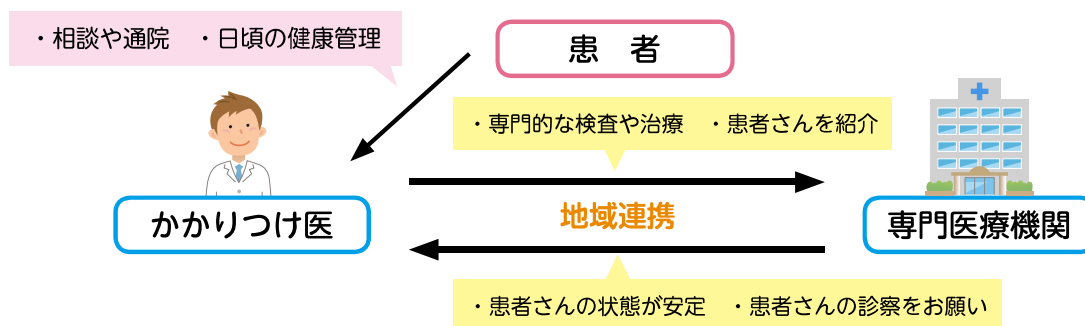 ・相談や通院　・日頃の健康管理
患　者
・専門的な検査や治療　・患者さんを紹介
かかりつけ医
地域連携
専門医療機関
・患者さんの状態が安定　・患者さんの診察をお願い